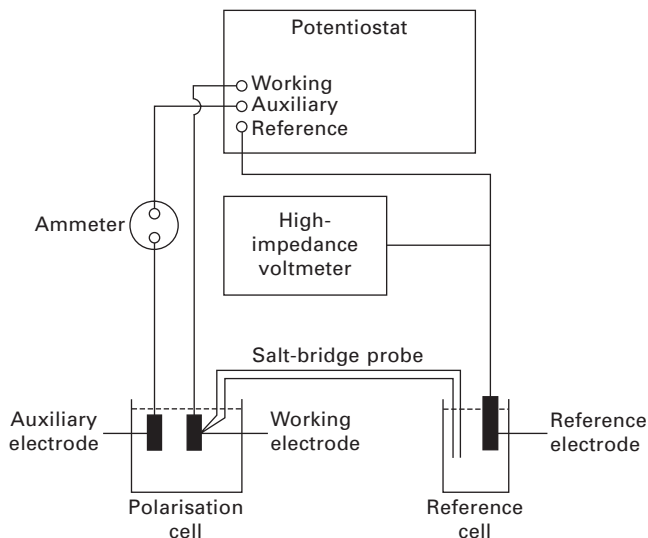 Potentiostat
Working
Auxiliary
Reference
Ammeter
High-
impedance
voltmeter
Salt-bridge probe
Auxiliary
electrode
Working
electrode
Reference
electrode
Polarisation
cell
Reference
cell